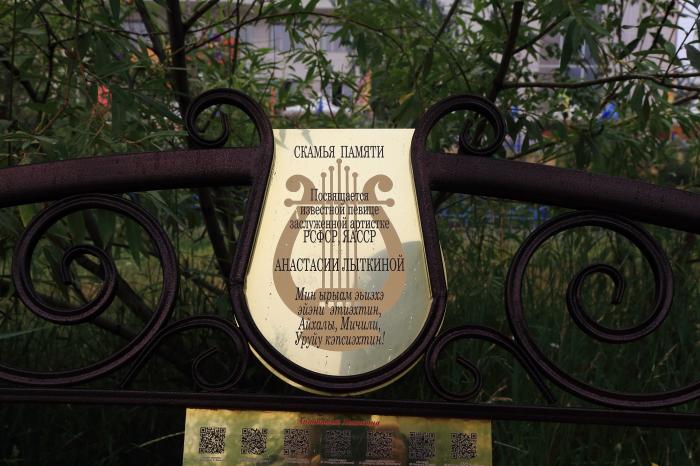 СКАМЬЯ ПАМЯТИ
Посвящается
известной певице
заслуженной артистке
РСФСР, ЯАССР
АНАСТАСИИ ЛЫТКИНОЙ
Мин ырыам эһиэхэ
эйэни этиэхтин,
Айхалы, Мичили,
Уруйу кэпсиэхтин!